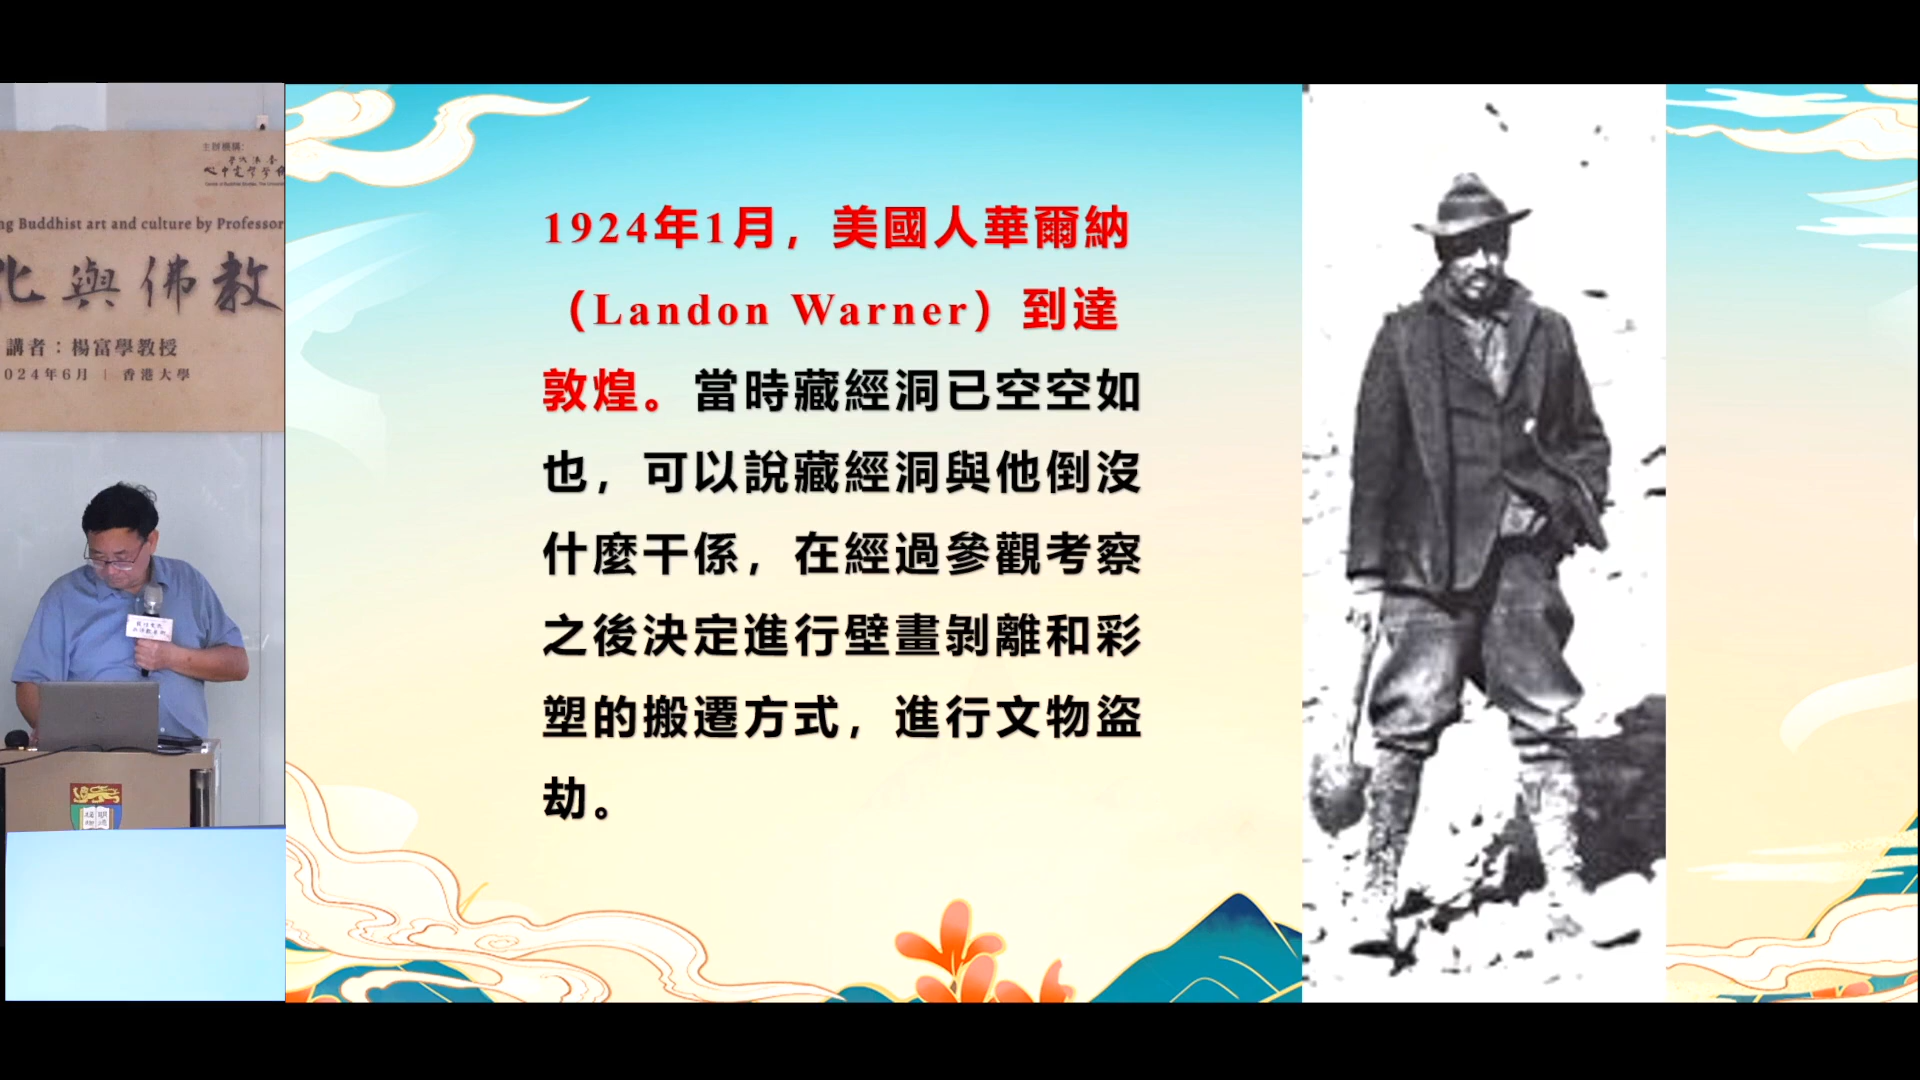 主辦機構:
ng Buddhist art and culture by Professor
化與佛教
講者：楊富學教授
024年6月 | 香港大學
1924年1月，美國人華爾納
（Landon Warner）到達
敦煌。當時藏經洞已空空如
也，可以說藏經洞與他倒沒
什麼干係，在經過參觀考察
之後決定進行壁畫剝離和彩
塑的搬遷方式，進行文物盜
劫。